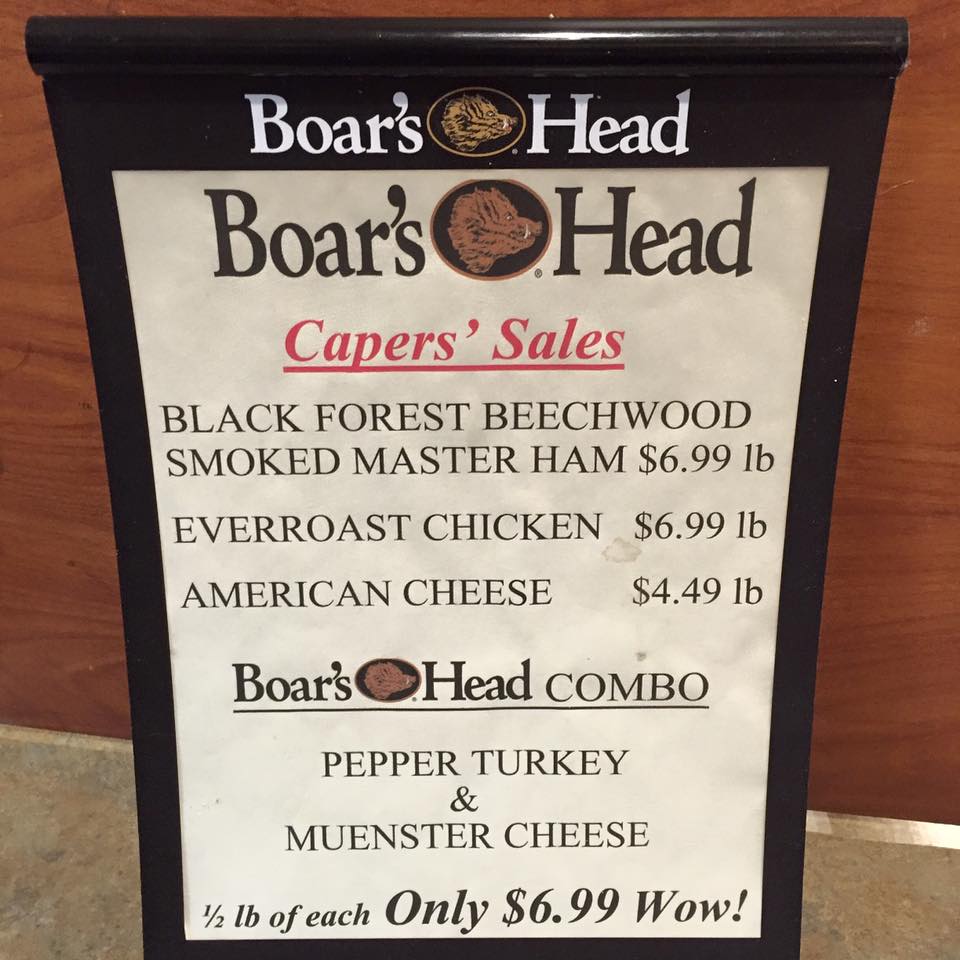 Boar's Head
Boar's Head
Capers' Sales
BLACK FOREST BEECHWOOD
SMOKED MASTER HAM $6.99 lb
EVERROAST CHICKEN $6.99 lb
AMERICAN CHEESE $4.49 lb
Boar's Head COMBO
PEPPER TURKEY
&
MUENSTER CHEESE
½ lb of each Only $6.99 Wow!